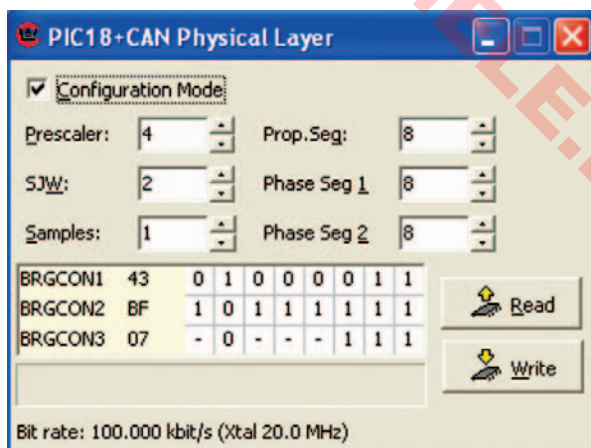 PIC18+CAN Physical Layer
Configuration Mode
Prescaler: 4 Prop.Seg: 8
SJW: 2 Phase Seg 1 8
Samples: 1 Phase Seg 2 8
BRGCON1 43 0 1 0 0 0 0 1 1
BRGCON2 BF 1 0 1 1 1 1 1 1
BRGCON3 07 - 0 - - - 1 1 1
Read
Write
Bit rate: 100.000 kbit/s (Xtal 20.0 MHz)